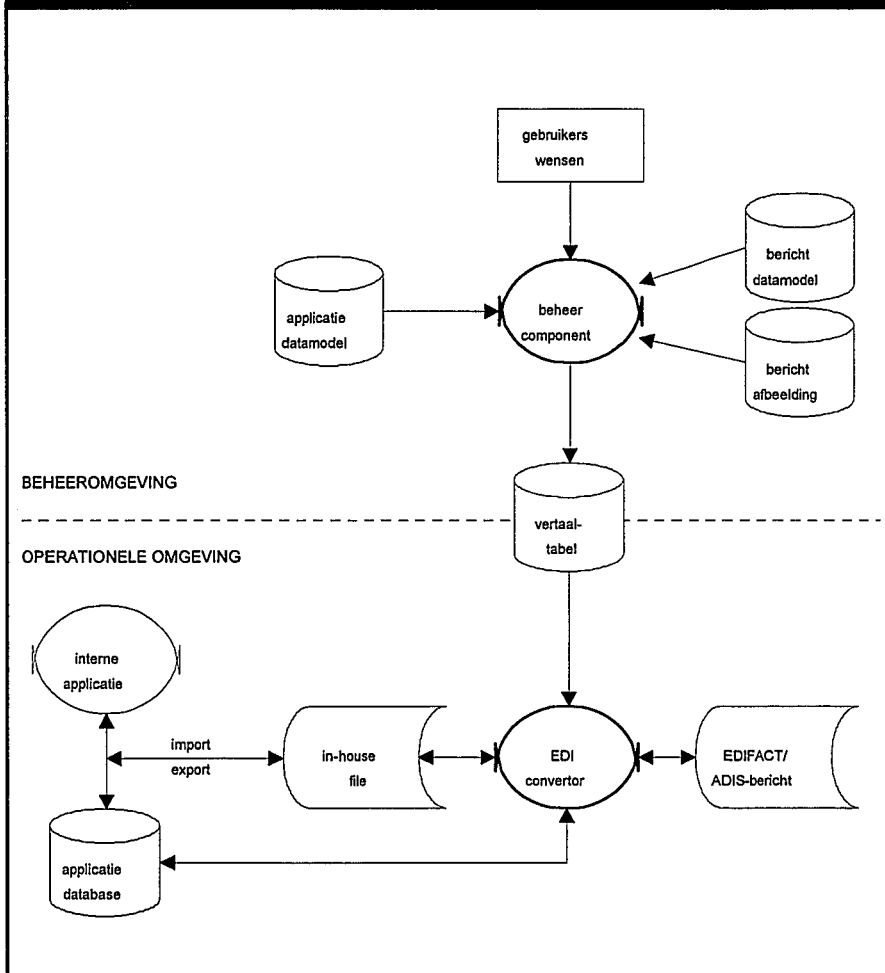 gebruikers
wensen
bericht
datamodel
applicatie
datamodel
beheer
component
bericht
afbeelding
BEHEEROMGEVING
vertaal-
tabel
OPERATIONELE OMGEVING
interne
applicatie
import
export
in-house
file
EDI
convertor
EDIFACT/
ADIS-bericht
applicatie
database